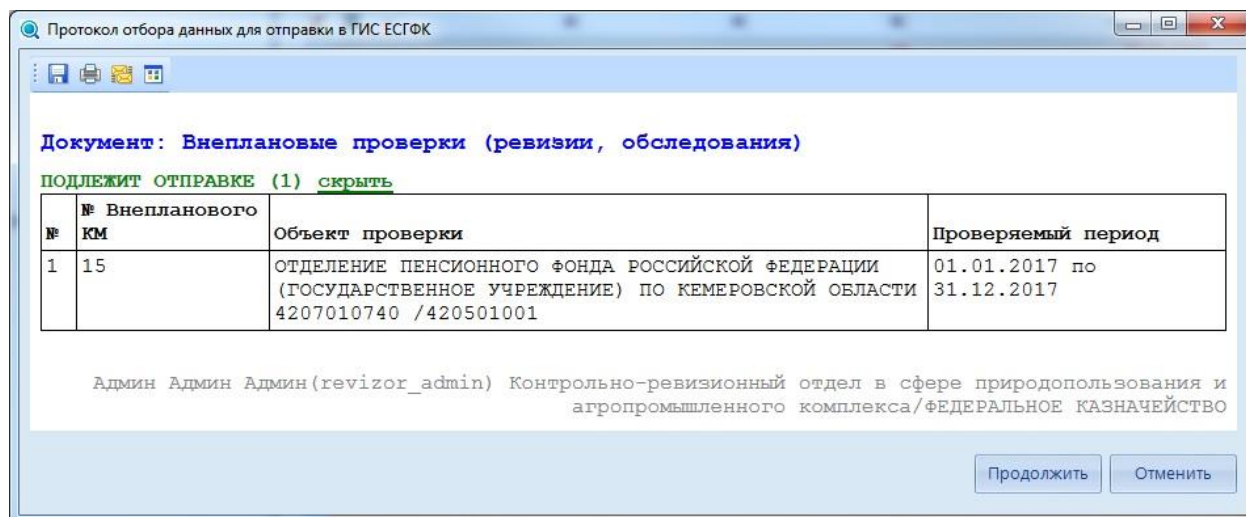 Протокол отбора данных для отправки в ГИС ЕСГФК
Документ: Внеплановые проверки (ревизии, обследования)
ПОДЛЕЖИТ ОТПРАВКЕ (1) скрыть
№ № Внепланового КМ Объект проверки Проверяемый период
1 15 ОТДЕЛЕНИЕ ПЕНСИОННОГО ФОНДА РОССИЙСКОЙ ФЕДЕРАЦИИ 01.01.2017 по
(ГОСУДАРСТВЕННОЕ УЧРЕЖДЕНИЕ) ПО КЕМЕРОВСКОЙ ОБЛАСТИ 31.12.2017
4207010740 /420501001
Админ Админ Админ(revizor_admin) Контрольно-ревизионный отдел в сфере природопользования и
агропромышленного комплекса/ФЕДЕРАЛЬНОЕ КАЗНАЧЕЙСТВО
Продолжить Отменить